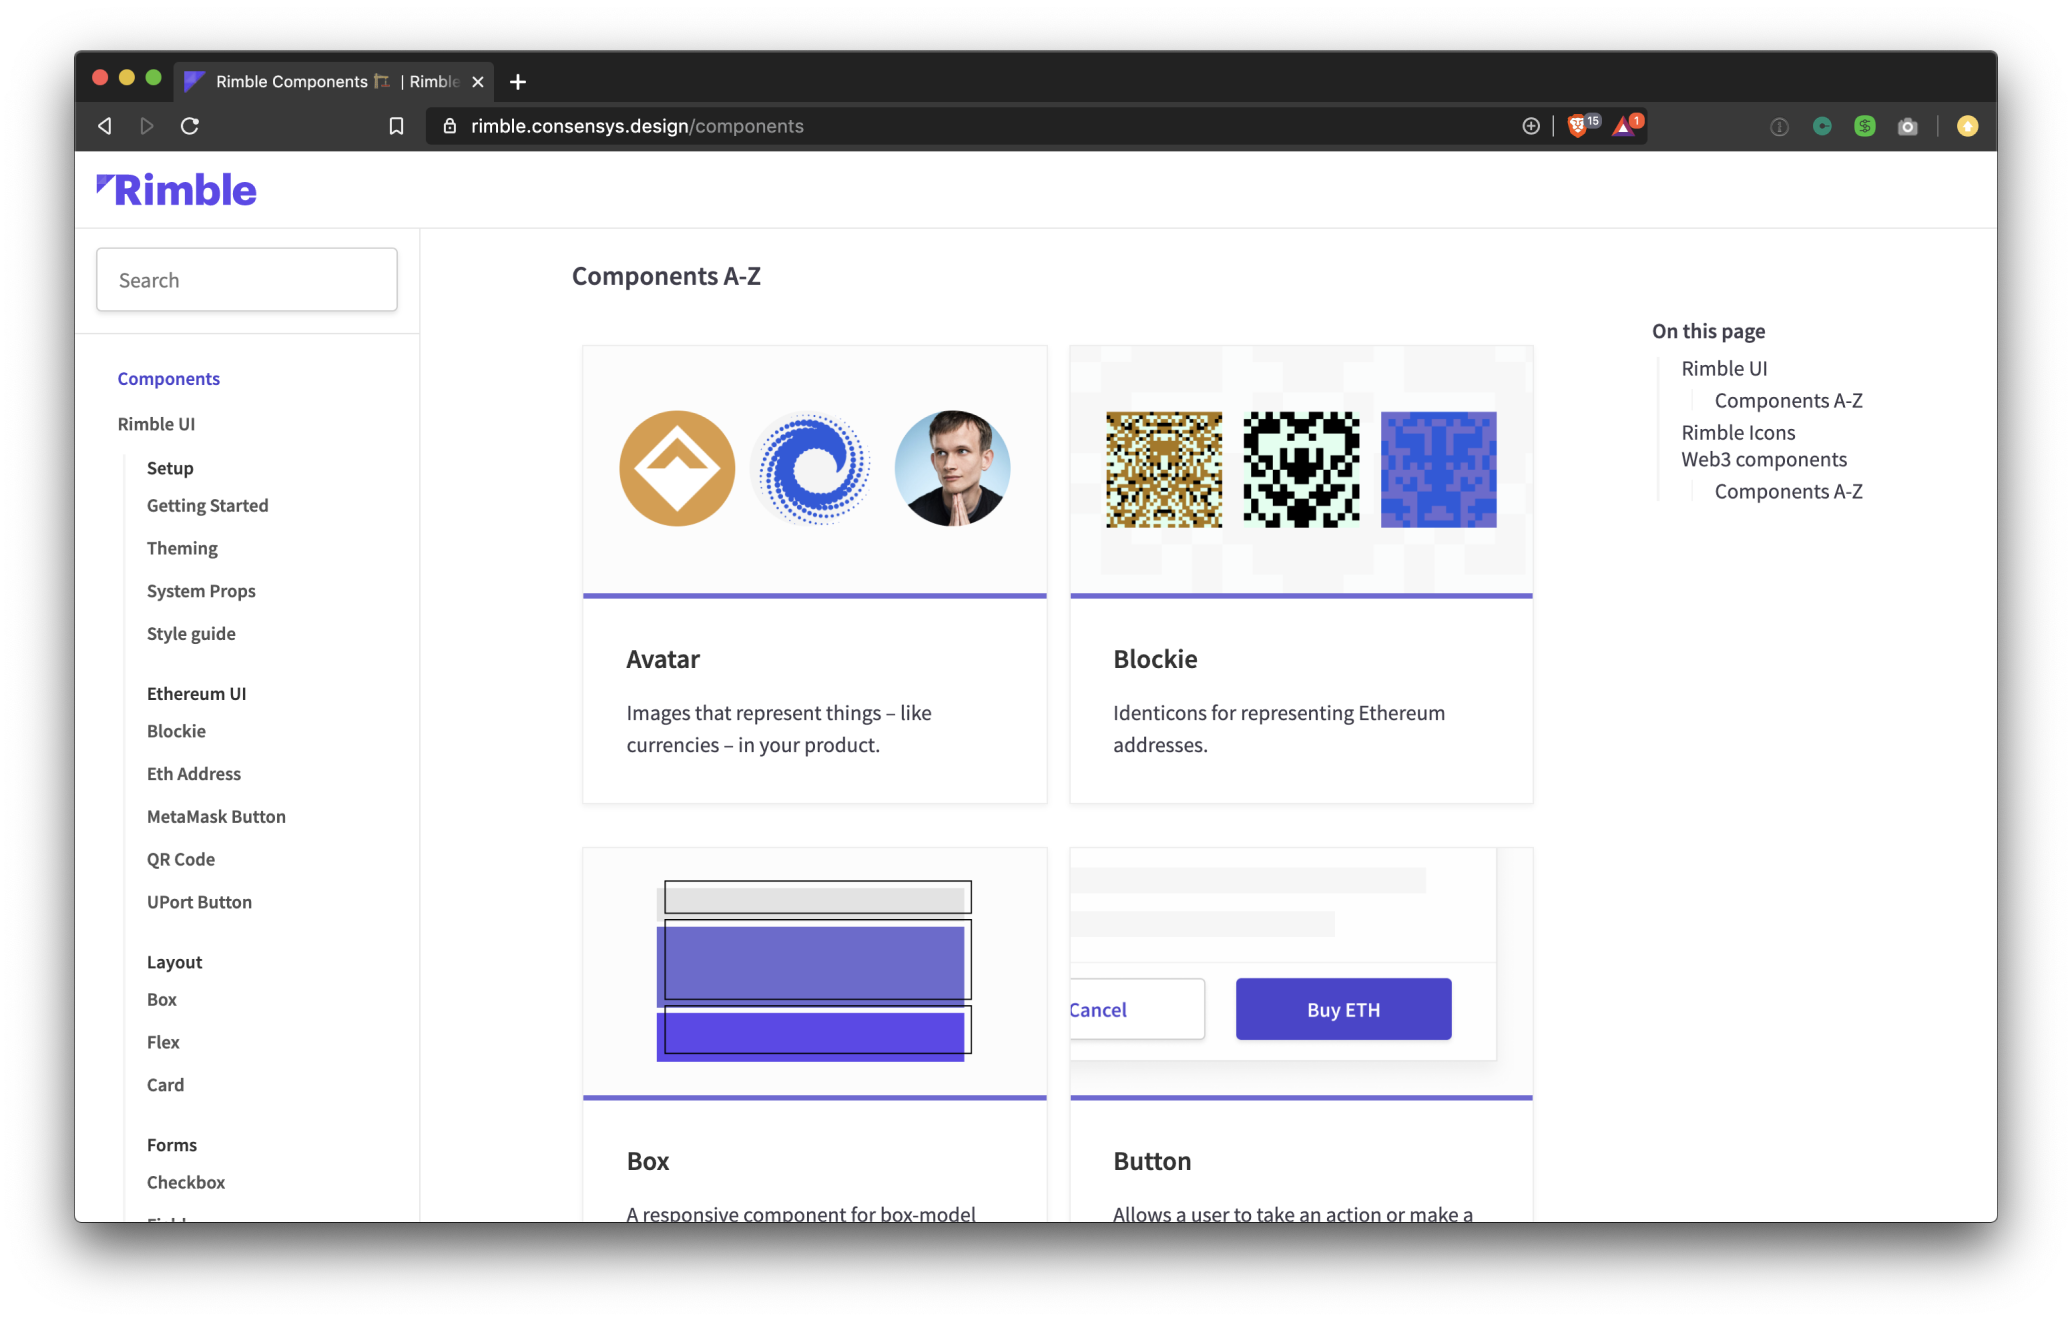 Rimble Components 🏗 | Rimble
rimble.consensys.design/components
15
1
Rimble
Search
Components
Rimble UI
Setup
Getting Started
Theming
System Props
Style guide
Ethereum UI
Blockie
Eth Address
MetaMask Button
QR Code
UPort Button
Layout
Box
Flex
Card
Forms
Checkbox
Components A-Z
Avatar
Images that represent things – like
currencies – in your product.
Blockie
Identicons for representing Ethereum
addresses.
Cancel
Buy ETH
Box
A responsive component for box-model
Button
Allows a user to take an action or make a
On this page
Rimble UI
Components A-Z
Rimble Icons
Web3 components
Components A-Z